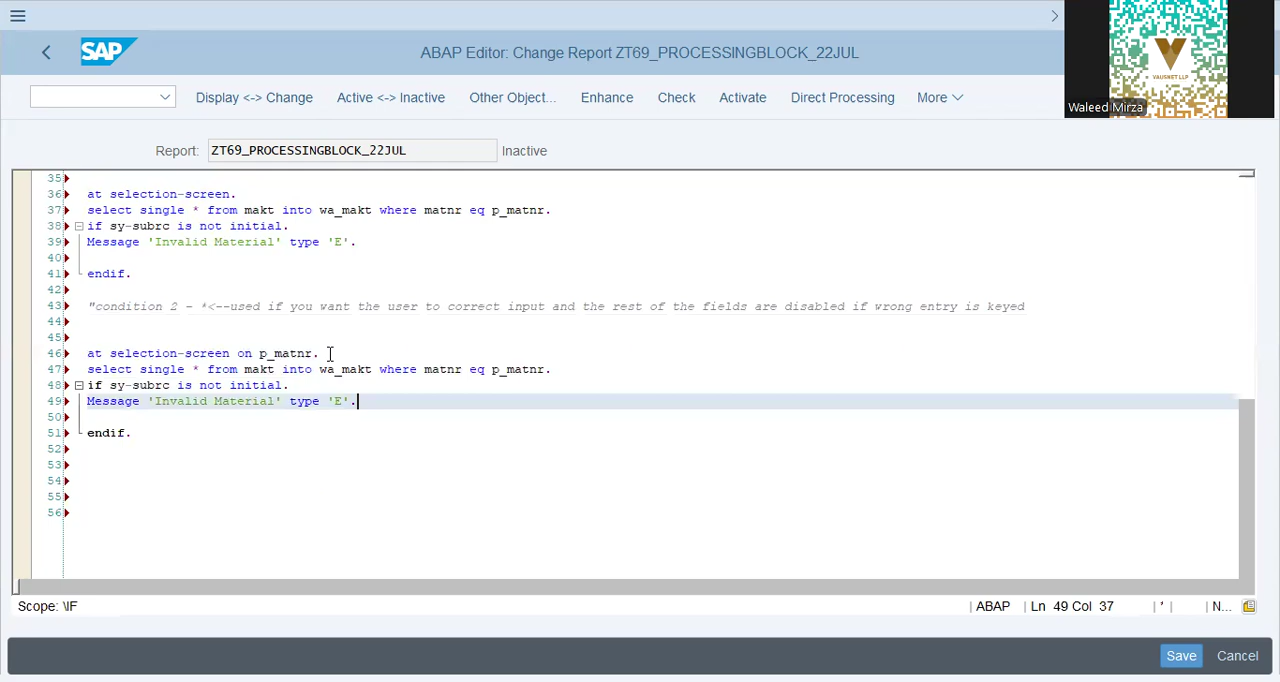 SAP
ABAP Editor: Change Report ZT69_PROCESSINGBLOCK_22JUL
VAUSNET LLP
Waleed Mirza
Display <-> Change
Active <-> Inactive
Other Object...
Enhance
Check
Activate
Direct Processing
More
Report:
ZT69_PROCESSINGBLOCK_22JUL
Inactive
35
36 at selection-screen.
37 select single * from makt into wa_makt where matnr eq p_matnr.
38 if sy-subrc is not initial.
39 Message 'Invalid Material' type 'E'.
40
41 endif.
42
43 "condition 2 - *<--used if you want the user to correct input and the rest of the fields are disabled if wrong entry is keyed
44
45
46 at selection-screen on p_matnr.
47 select single * from makt into wa_makt where matnr eq p_matnr.
48 if sy-subrc is not initial.
49 Message 'Invalid Material' type 'E'.
50
51 endif.
52
53
54
55
56
Scope: \IF
ABAP
Ln 49 Col 37
N...
Save
Cancel